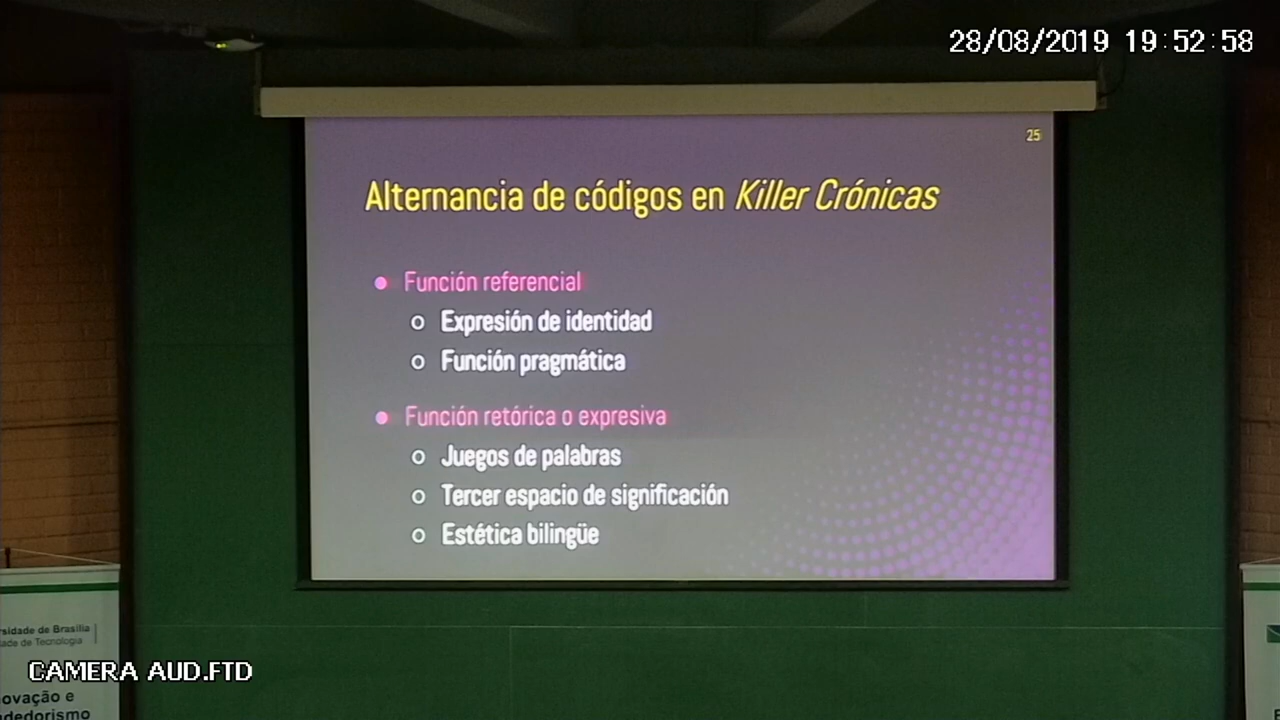 28/08/2019 19:52:58
25
Alternancia de códigos en Killer Crónicas
Función referencial
Expresión de identidad
Función pragmática
Función retórica o expresiva
Juegos de palabras
Tercer espacio de significación
Estética bilingüe
rsidade de Brasília
ade de Tecnologia
CAMERA AUD.FTD
ovação e
ndedorismo